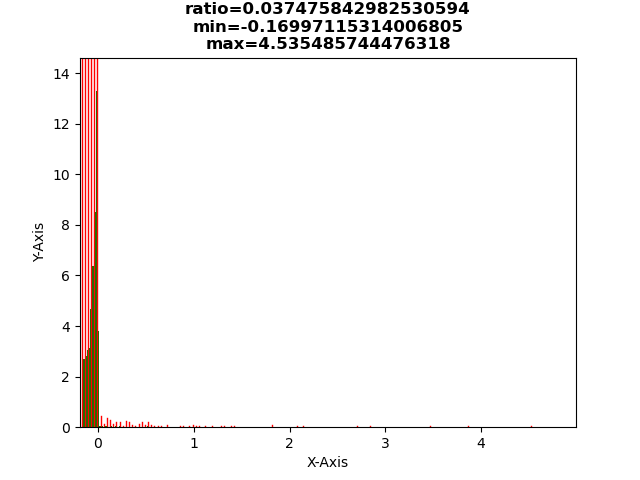 ratio=0.037475842982530594
min=-0.16997115314006805
max=4.535485744476318
14
12
10
8
6
4
2
0
Y-Axis
0
1
2
3
4
X-Axis